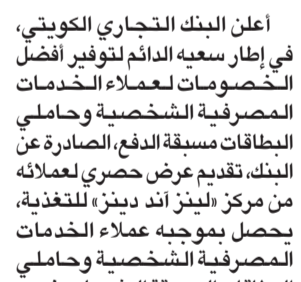 أعلن البنك التجاري الكويتي،
في إطار سعيه الدائم لتوفير أفضل
الخصومات لعملاء الخدمات
المصرفية الشخصية وحاملي
البطاقات مسبقة الدفع، الصادرة عن
البنك، تقديم عرض حصري لعملائه
من مركز «لينز آند دينز» للتغذية،
يحصل بموجبه عملاء الخدمات
المصرفية الشخصية وحاملي